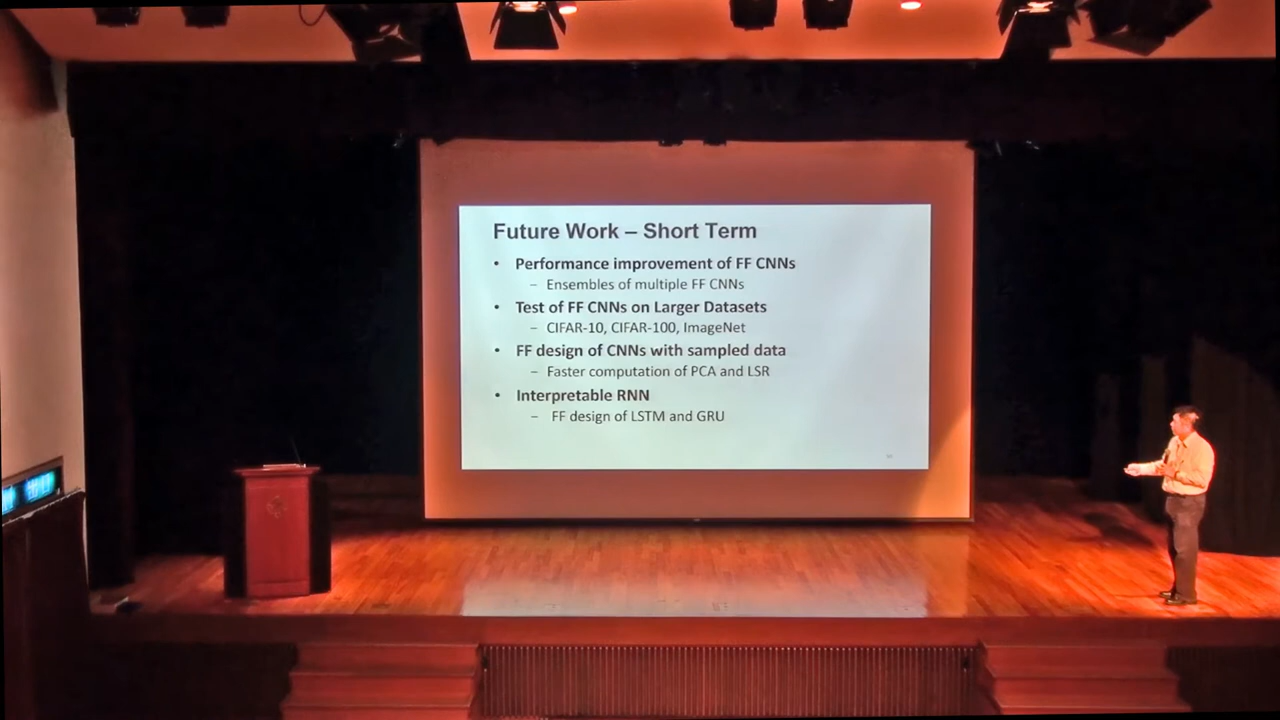 Future Work – Short Term
• Performance improvement of FF CNNs
– Ensembles of multiple FF CNNs
• Test of FF CNNs on Larger Datasets
– CIFAR-10, CIFAR-100, ImageNet
• FF design of CNNs with sampled data
– Faster computation of PCA and LSR
• Interpretable RNN
– FF design of LSTM and GRU